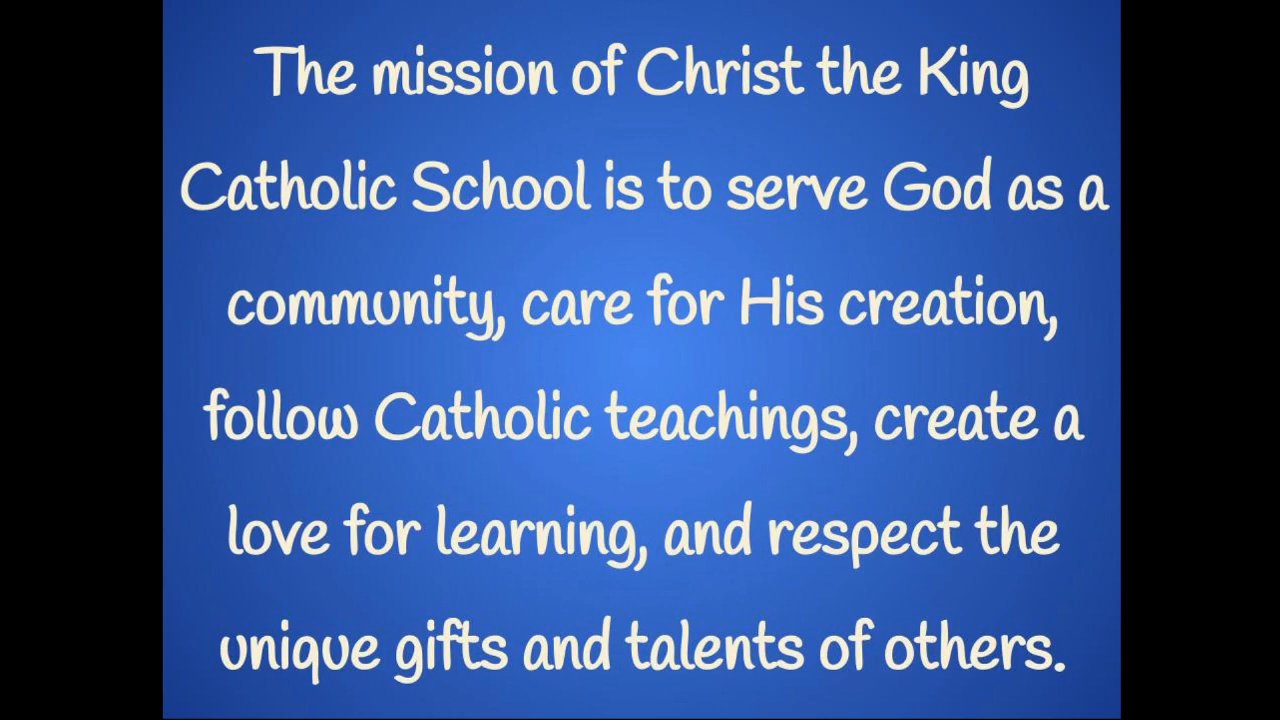 The mission of Christ the King
Catholic School is to serve God as a
community, care for His creation,
follow Catholic teachings, create a
love for learning, and respect the
unique gifts and talents of others.